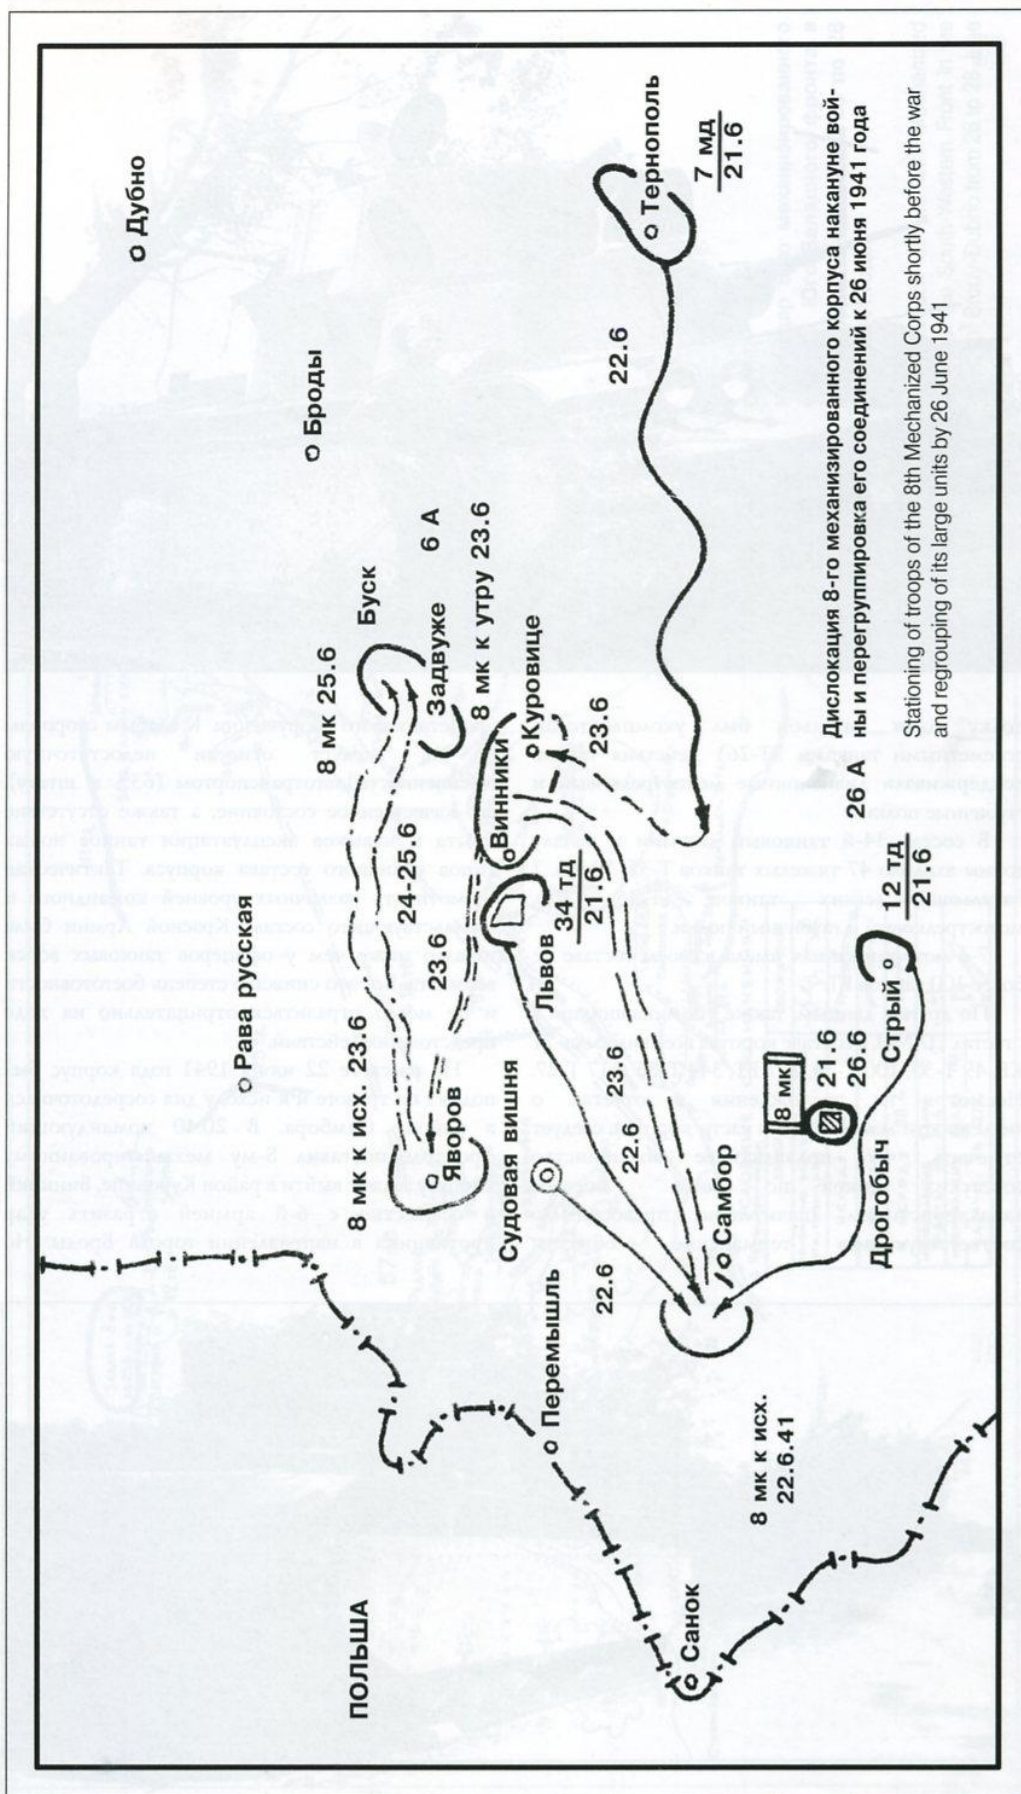 Дубно
Рава русская
Броды
8 мк 25.6
ПОЛЬША
8 мк к исх. 23.6
Буск
24-25.6
6 А
Задвуже
23.6
Яворов
8 мк к утру 23.6
Винники
Судовая вишня
Куровице
Львов
Перемышль
34 тд
21.6
23.6
22.6
22.6
23.6
22.6
Тернополь
7 мд
21.6
Санок
Самбор
8 мк к исх.
22.6.41
8 мк
21.6
26.6
26 А
Дрогобыч
Стрый
12 тд
21.6
Дислокация 8-го механизированного корпуса накануне вой-
ны и перегруппировка его соединений к 26 июня 1941 года
Stationing of troops of the 8th Mechanized Corps shortly before the war
and regrouping of its large units by 26 June 1941